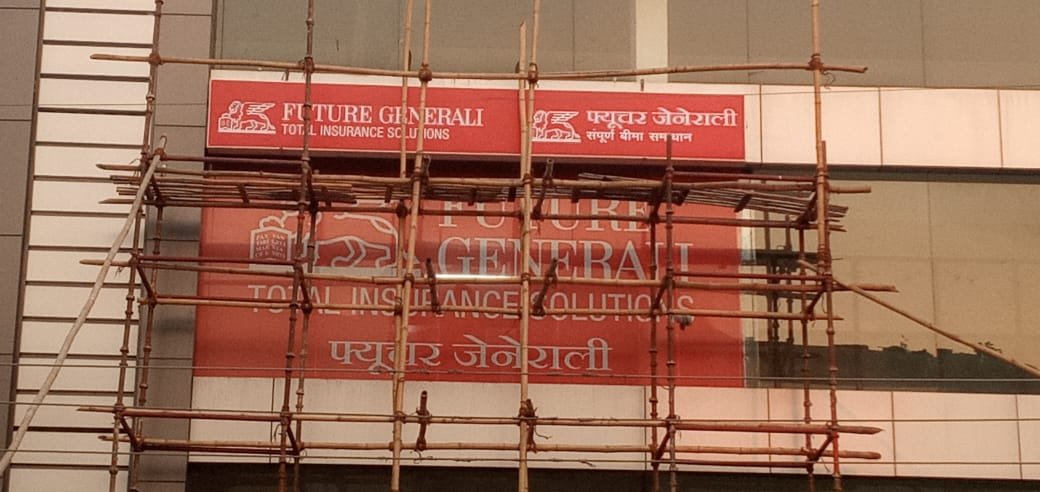 FUTURE GENERALI
TOTAL INSURANCE SOLUTIONS
फ्यूचर जेनेराली
संपूर्ण बीमा समाधान
FUTURE
GENERALI
TOTAL INSURANCE SOLUTIONS
फ्यूचर जेनेराली